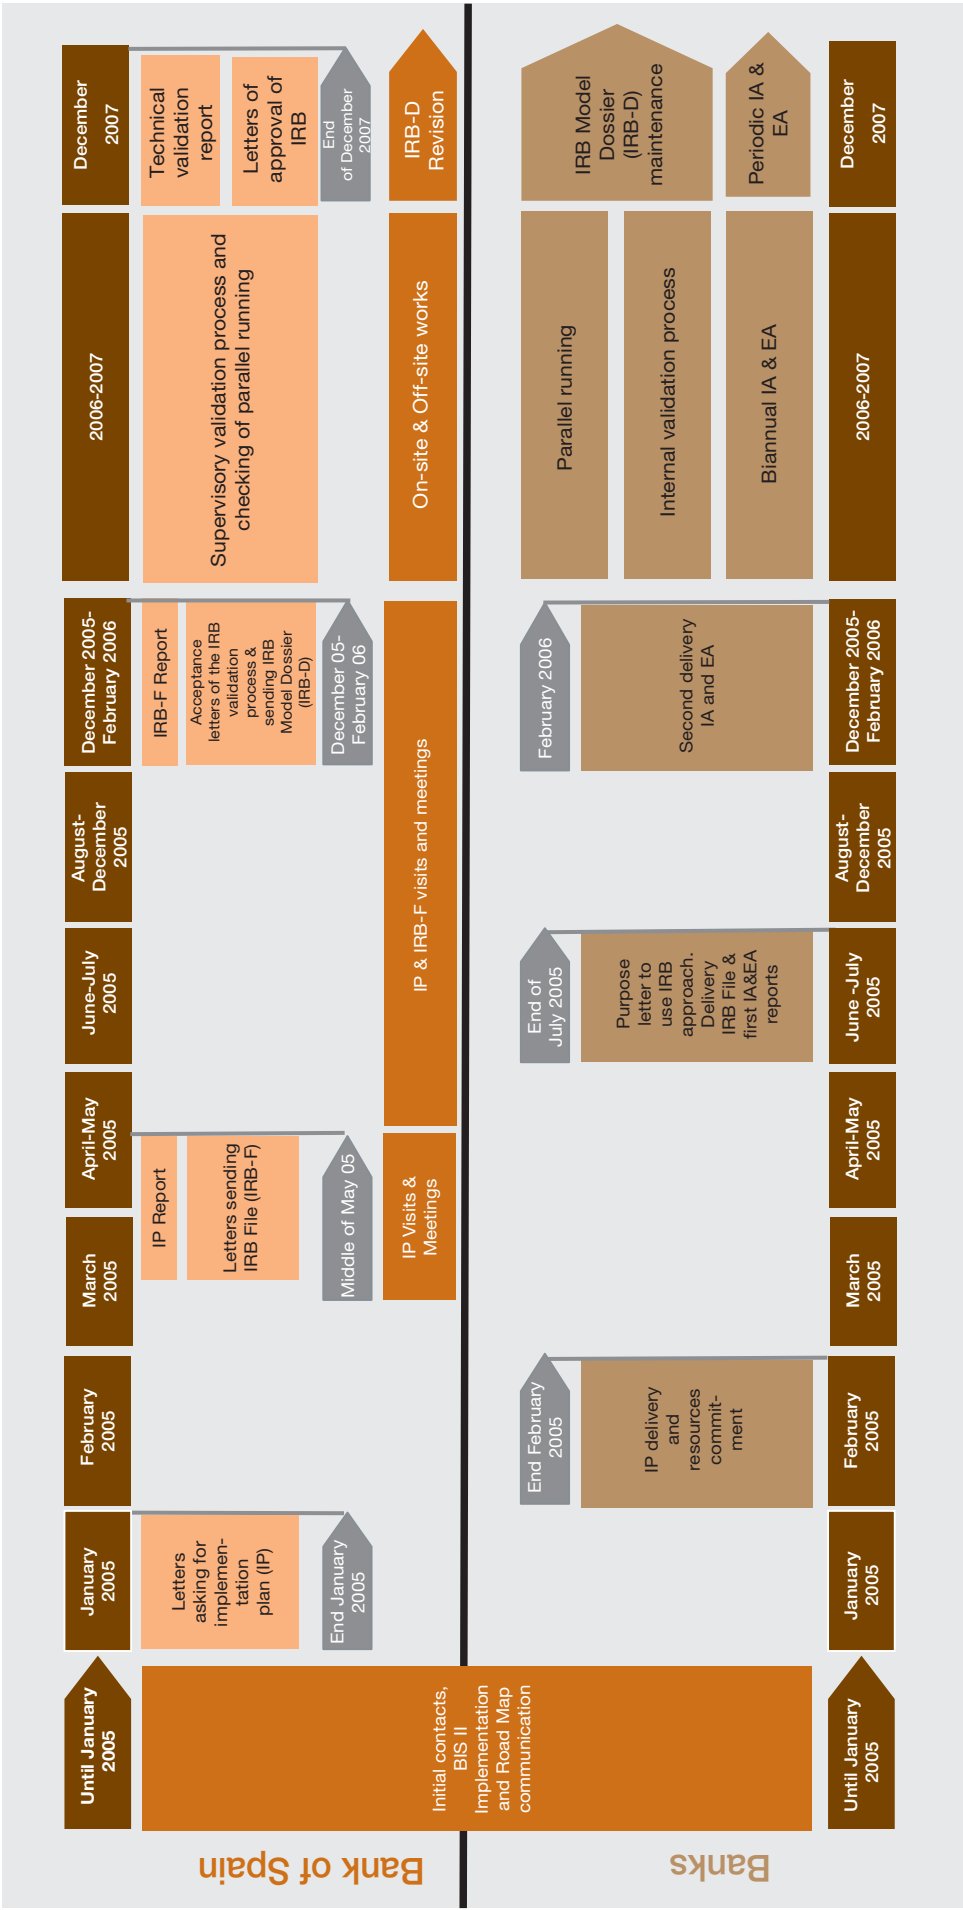 Bank of Spain
Until January
2005
January
2005
February
2005
March
2005
April-May
2005
June-July
2005
August-
December
2005
December 2005-
February 2006
2006-2007
December
2007
Letters
asking for
implemen-
tation
plan (IP)
End January
2005
IP Report
Letters sending
IRB File (IRB-F)
Middle of May 05
IRB-F Report
Acceptance
letters of the IRB
validation
process &
sending IRB
Model Dossier
(IRB-D)
December 05-
February 06
Supervisory validation process and
checking of parallel running
Technical
validation
report
Letters of
approval of
IRB
End
of December
2007
IP Visits &
Meetings
IP & IRB-F visits and meetings
On-site & Off-site works
IRB-D
Revision
Initial contacts,
BIS II
Implementation
and Road Map
communication
Banks
End February
2005
IP delivery
and
resources
commit-
ment
End of
July 2005
Purpose
letter to
use IRB
approach.
Delivery
IRB File &
first IA&EA
reports
February 2006
Second delivery
IA and EA
Parallel running
Internal validation process
Biannual IA & EA
IRB Model
Dossier
(IRB-D)
maintenance
Periodic IA &
EA
Until January
2005
January
2005
February
2005
March
2005
April-May
2005
June -July
2005
August-
December
2005
December 2005-
February 2006
2006-2007
December
2007